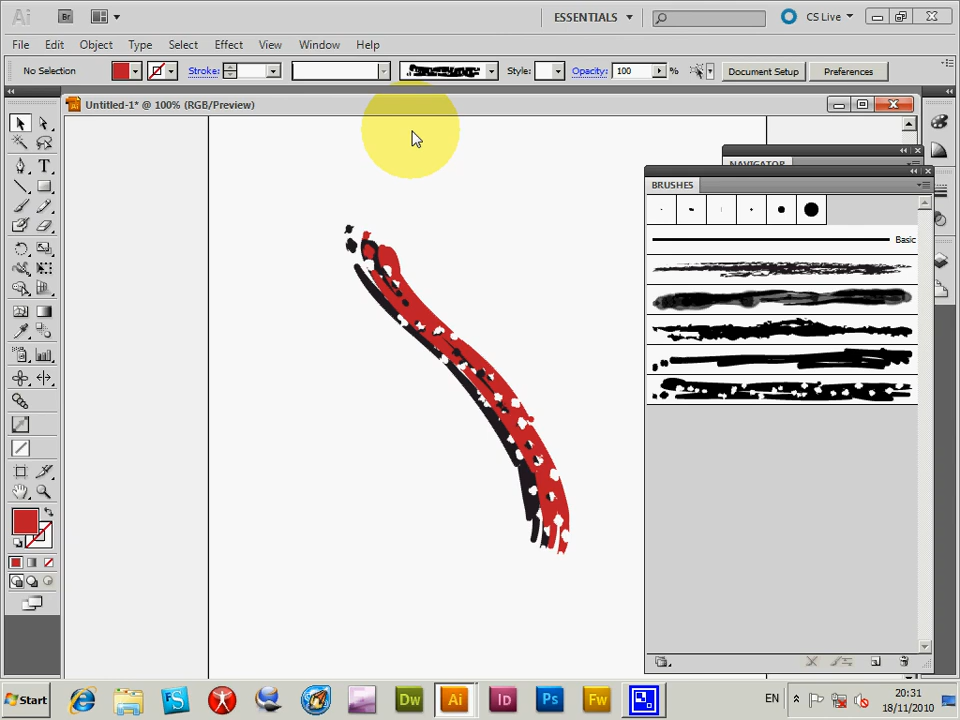 Ai Br ESSENTIALS CS Live
File Edit Object Type Select Effect View Window Help
No Selection Stroke: Style: Opacity: 100 % Document Setup Preferences
Untitled-1* @ 100% (RGB/Preview)
NAVIGATOR
BRUSHES
Basic
T
Start FS Dw Ai Id Ps Fw EN 20:31
18/11/2010